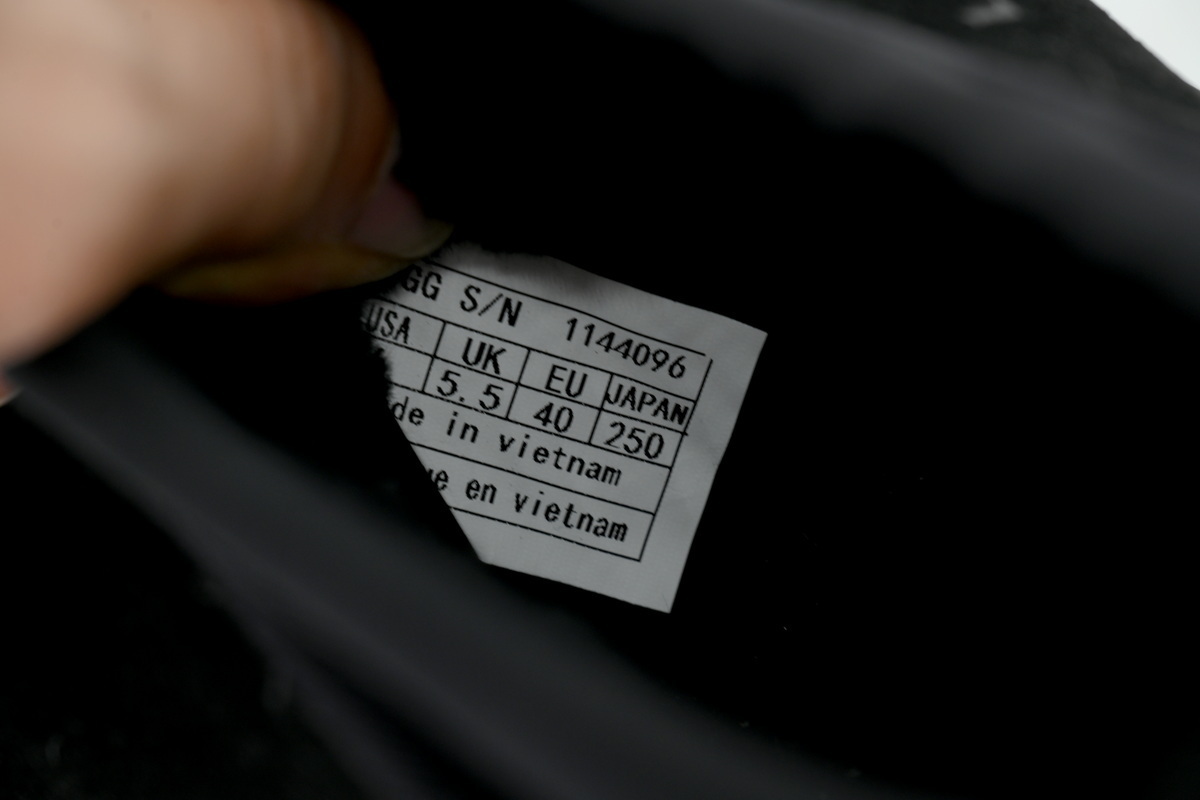 GG S/N 1144096
USA UK EU JAPAN
5.5 40 250
de in vietnam
en vietnam